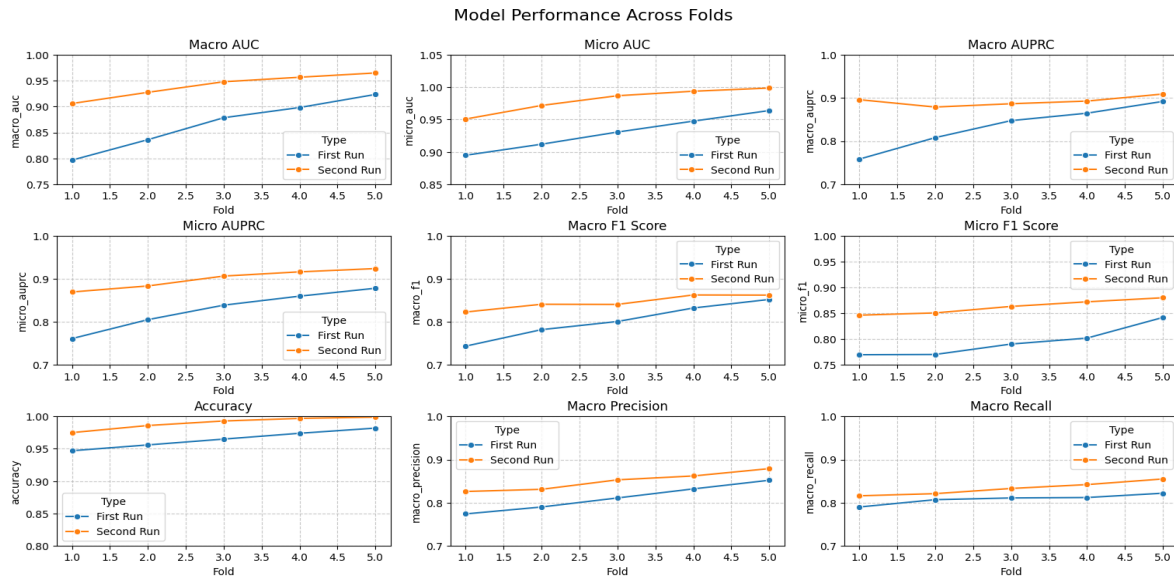 Model Performance Across Folds
Macro AUC
1.00
0.95
0.90
0.85
0.80
0.75
macro_auc
1.0 1.5 2.0 2.5 3.0 3.5 4.0 4.5 5.0
Fold
Type
First Run
Second Run
Micro AUC
1.05
1.00
0.95
0.90
0.85
micro_auc
1.0 1.5 2.0 2.5 3.0 3.5 4.0 4.5 5.0
Fold
Type
First Run
Second Run
Macro AUPRC
1.0
0.9
0.8
0.7
macro_auprc
1.0 1.5 2.0 2.5 3.0 3.5 4.0 4.5 5.0
Fold
Type
First Run
Second Run
Micro AUPRC
1.0
0.9
0.8
0.7
micro_auprc
1.0 1.5 2.0 2.5 3.0 3.5 4.0 4.5 5.0
Fold
Type
First Run
Second Run
Macro F1 Score
1.0
0.9
0.8
0.7
macro_f1
1.0 1.5 2.0 2.5 3.0 3.5 4.0 4.5 5.0
Fold
Type
First Run
Second Run
Micro F1 Score
1.00
0.95
0.90
0.85
0.80
0.75
micro_f1
1.0 1.5 2.0 2.5 3.0 3.5 4.0 4.5 5.0
Fold
Type
First Run
Second Run
Accuracy
1.00
0.95
0.90
0.85
0.80
accuracy
1.0 1.5 2.0 2.5 3.0 3.5 4.0 4.5 5.0
Fold
Type
First Run
Second Run
Macro Precision
1.0
0.9
0.8
0.7
macro_precision
1.0 1.5 2.0 2.5 3.0 3.5 4.0 4.5 5.0
Fold
Type
First Run
Second Run
Macro Recall
1.0
0.9
0.8
0.7
macro_recall
1.0 1.5 2.0 2.5 3.0 3.5 4.0 4.5 5.0
Fold
Type
First Run
Second Run